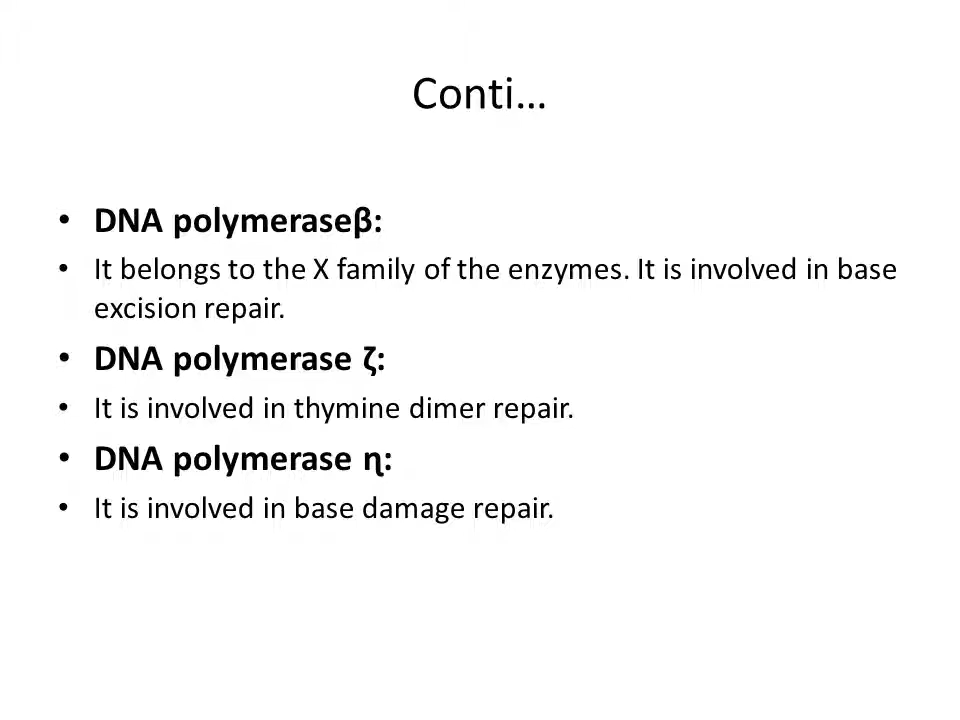 Conti…
• DNA polymeraseβ:
• It belongs to the X family of the enzymes. It is involved in base
excision repair.
• DNA polymerase ζ:
• It is involved in thymine dimer repair.
• DNA polymerase ɳ:
• It is involved in base damage repair.